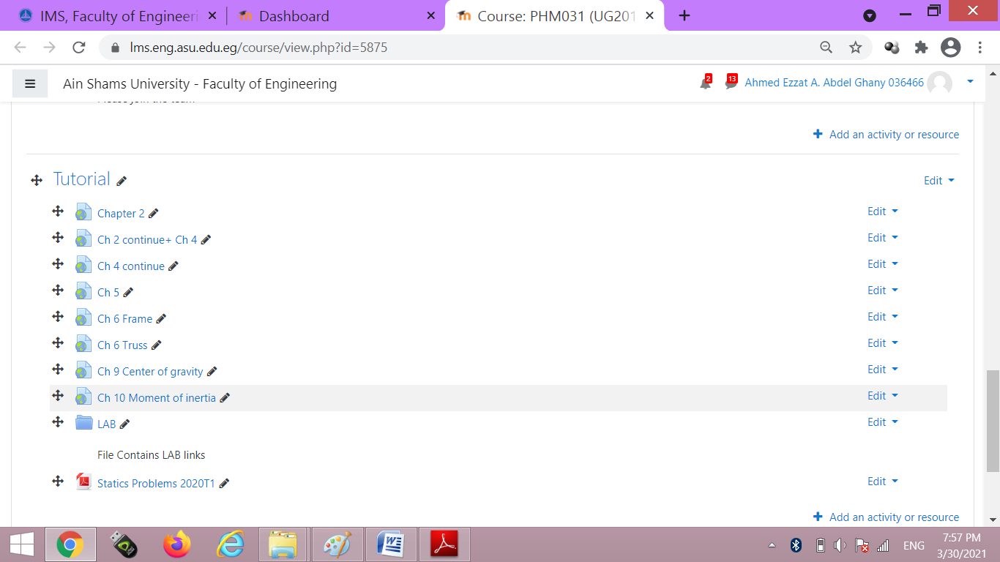 IMS, Faculty of Engineeri
Dashboard
Course: PHM031 (UG201
lms.eng.asu.edu.eg/course/view.php?id=5875
Ain Shams University - Faculty of Engineering
2
13
Ahmed Ezzat A. Abdel Ghany 036466
Add an activity or resource
Tutorial
Edit
Chapter 2
Edit
Ch 2 continue+ Ch 4
Edit
Ch 4 continue
Edit
Ch 5
Edit
Ch 6 Frame
Edit
Ch 6 Truss
Edit
Ch 9 Center of gravity
Edit
Ch 10 Moment of inertia
Edit
LAB
Edit
File Contains LAB links
Statics Problems 2020T1
Edit
Add an activity or resource
ENG
7:57 PM
3/30/2021